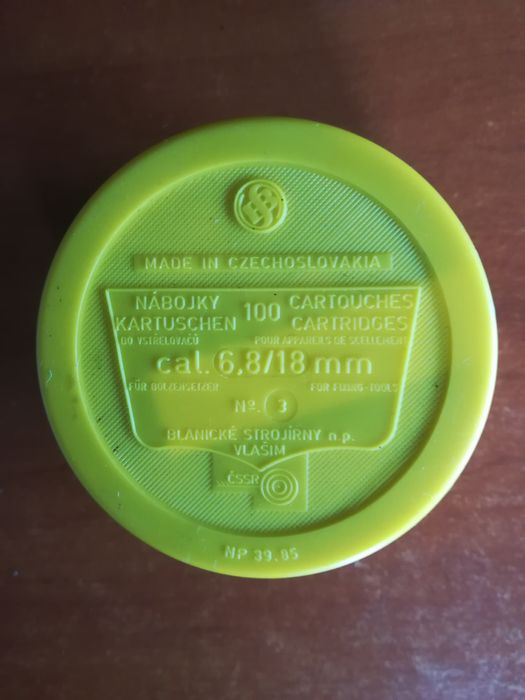 MADE IN CZECHOSLOVAKIA
NÁBOJKY 100 CARTOUCHES
KARTUSCHEN CARTRIDGES
DO VSTŘELOVAČŮ POUR APPAREILS DE SCELLEMENT
cal. 6,8/18 mm
FÜR BOLZENSETZER FOR FIXING-TOOLS
Nº. 3
BLANICKÉ STROJÍRNY n.p.
VLAŠIM
ČSSR
NP 39.85